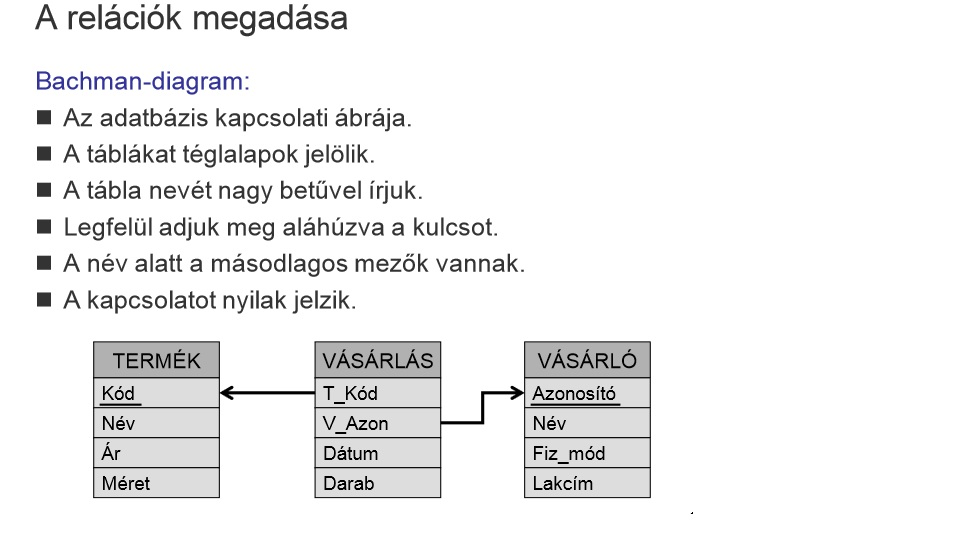 A relációk megadása
Bachman-diagram:
Az adatbázis kapcsolati ábrája.
A táblákat téglalapok jelölik.
A tábla nevét nagy betűvel írjuk.
Legfelül adjuk meg aláhúzva a kulcsot.
A név alatt a másodlagos mezők vannak.
A kapcsolatot nyilak jelzik.
TERMÉK
Kód
Név
Ár
Méret
VÁSÁRLÁS
T_Kód
V_Azon
Dátum
Darab
VÁSÁRLÓ
Azonosító
Név
Fiz_mód
Lakcím